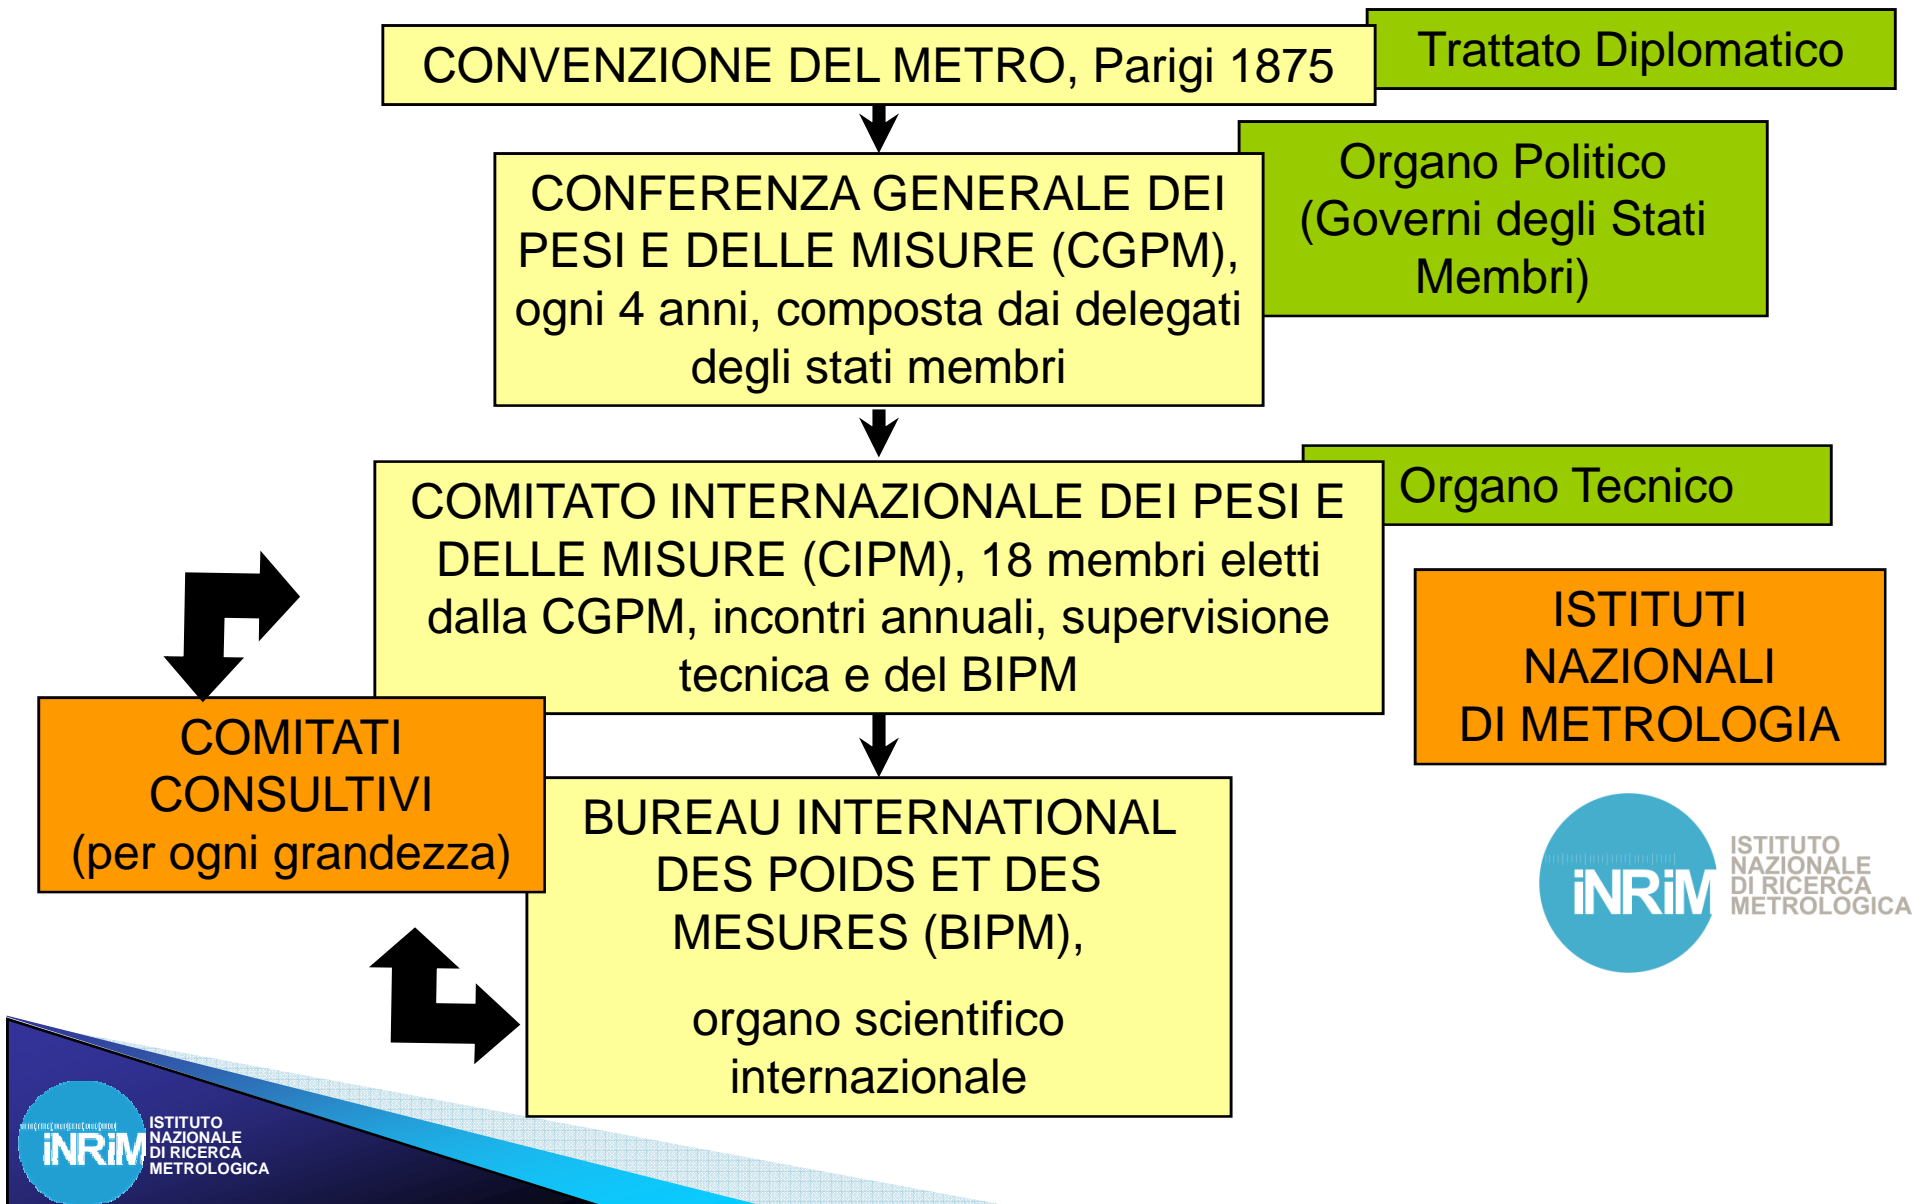 CONVENZIONE DEL METRO, Parigi 1875
Trattato Diplomatico
CONFERENZA GENERALE DEI
PESI E DELLE MISURE (CGPM),
ogni 4 anni, composta dai delegati
degli stati membri
Organo Politico
(Governi degli Stati
Membri)
COMITATO INTERNAZIONALE DEI PESI E
DELLE MISURE (CIPM), 18 membri eletti
dalla CGPM, incontri annuali, supervisione
tecnica e del BIPM
Organo Tecnico
ISTITUTI
NAZIONALI
DI METROLOGIA
COMITATI
CONSULTIVI
(per ogni grandezza)
BUREAU INTERNATIONAL
DES POIDS ET DES
MESURES (BIPM),
organo scientifico
internazionale
iNRiM
ISTITUTO
NAZIONALE
DI RICERCA
METROLOGICA
iNRiM
ISTITUTO
NAZIONALE
DI RICERCA
METROLOGICA